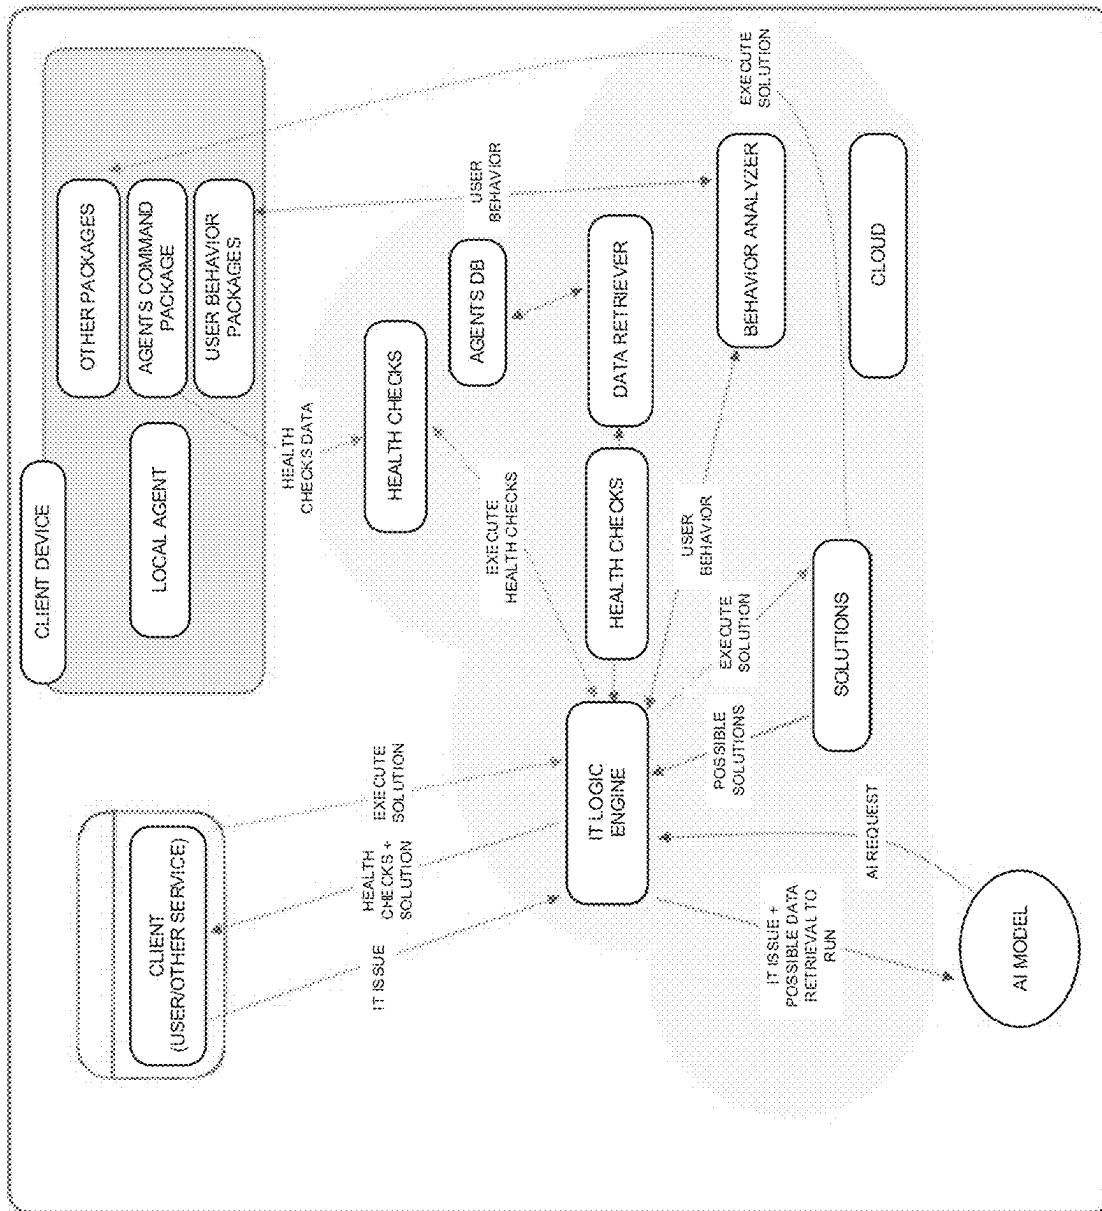 CLIENT
(USER/OTHER SERVICE)
IT ISSUE
HEALTH
CHECKS +
SOLUTION
EXECUTE
SOLUTION
CLIENT DEVICE
LOCAL AGENT
OTHER PACKAGES
AGENTS COMMAND
PACKAGE
USER BEHAVIOR
PACKAGES
HEALTH
CHECKS DATA
HEALTH CHECKS
EXECUTE
HEALTH CHECKS
AGENTS DB
USER
BEHAVIOR
IT LOGIC
ENGINE
HEALTH CHECKS
DATA RETRIEVER
USER
BEHAVIOR
BEHAVIOR ANALYZER
EXECUTE
SOLUTION
POSSIBLE
SOLUTIONS
EXECUTE
SOLUTION
IT ISSUE +
POSSIBLE DATA
RETRIEVAL TO
RUN
AI REQUEST
SOLUTIONS
CLOUD
AI MODEL